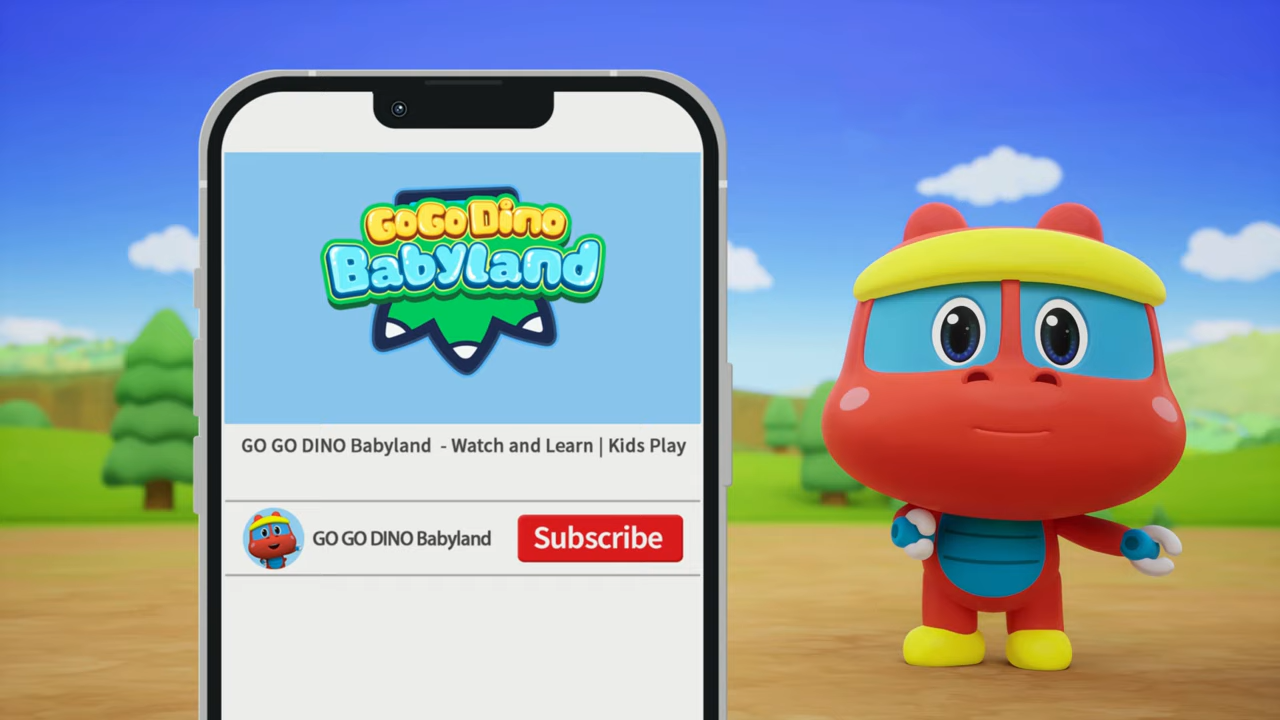 GoGo Dino
Babyland
GO GO DINO Babyland - Watch and Learn | Kids Play
GO GO DINO Babyland
Subscribe